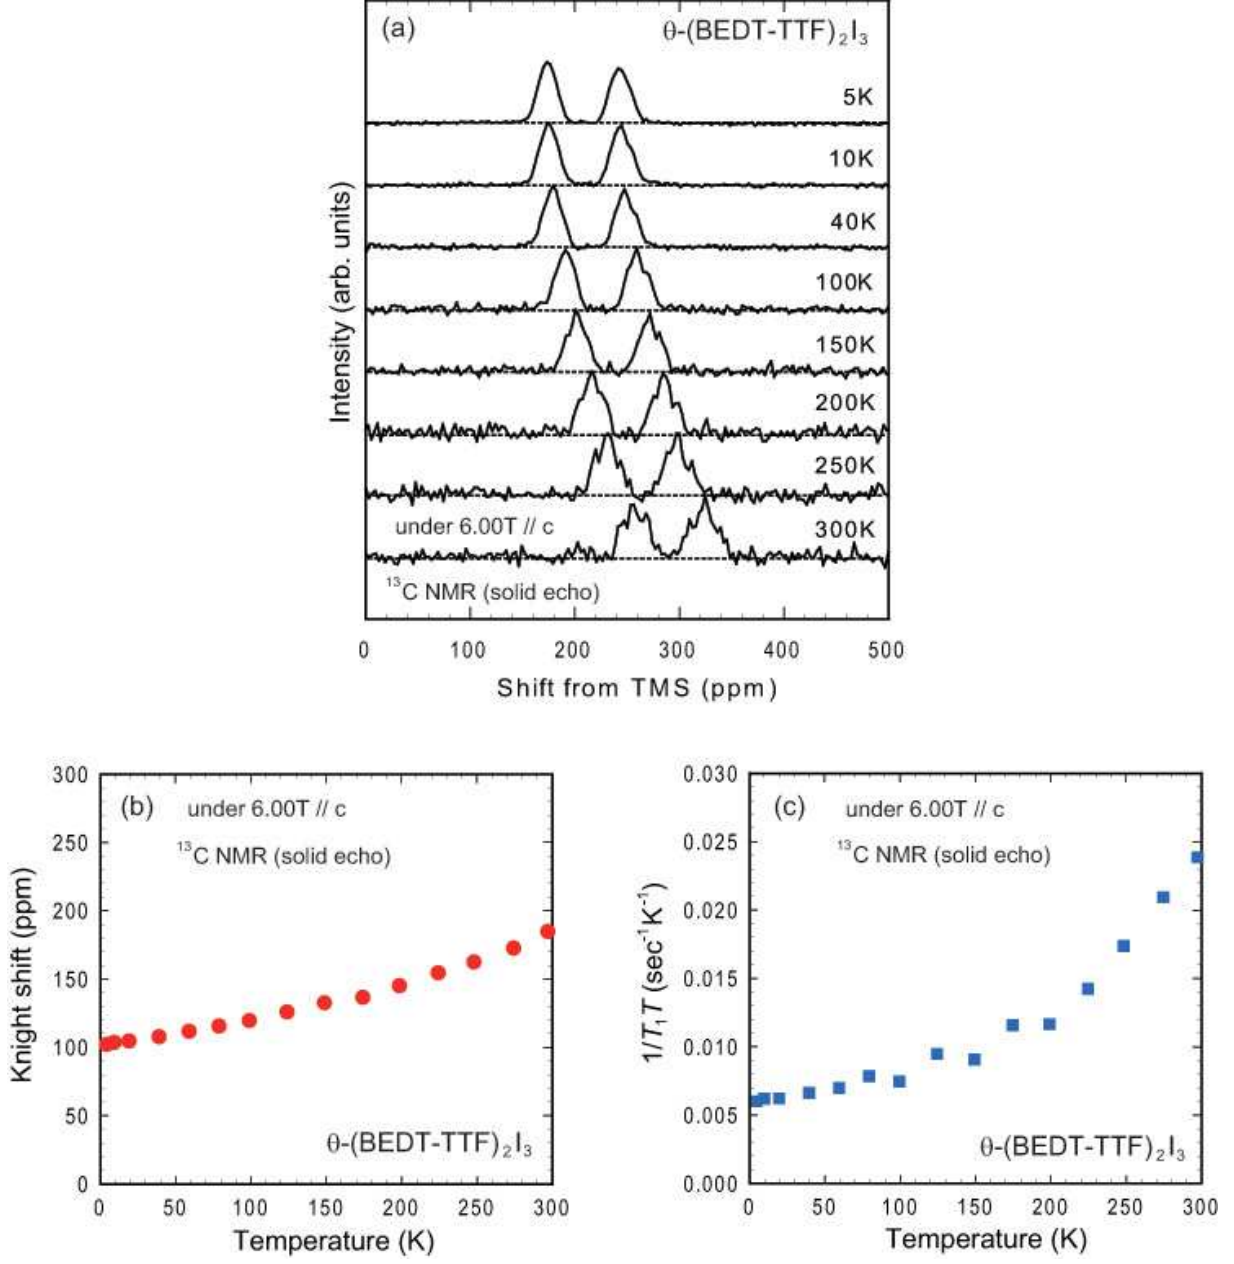 (a) θ-(BEDT-TTF)₂I₃
5K
10K
40K
100K
150K
200K
250K
300K
under 6.00T // c
¹³C NMR (solid echo)
Intensity (arb. units)
0 100 200 300 400 500
Shift from TMS (ppm)
(b) under 6.00T // c
¹³C NMR (solid echo)
300
250
200
150
100
50
0
Knight shift (ppm)
θ-(BEDT-TTF)₂I₃
0 50 100 150 200 250 300
Temperature (K)
(c) under 6.00T // c
¹³C NMR (solid echo)
0.030
0.025
0.020
0.015
0.010
0.005
0.000
1/T₁T (sec⁻¹K⁻¹)
θ-(BEDT-TTF)₂I₃
0 50 100 150 200 250 300
Temperature (K)